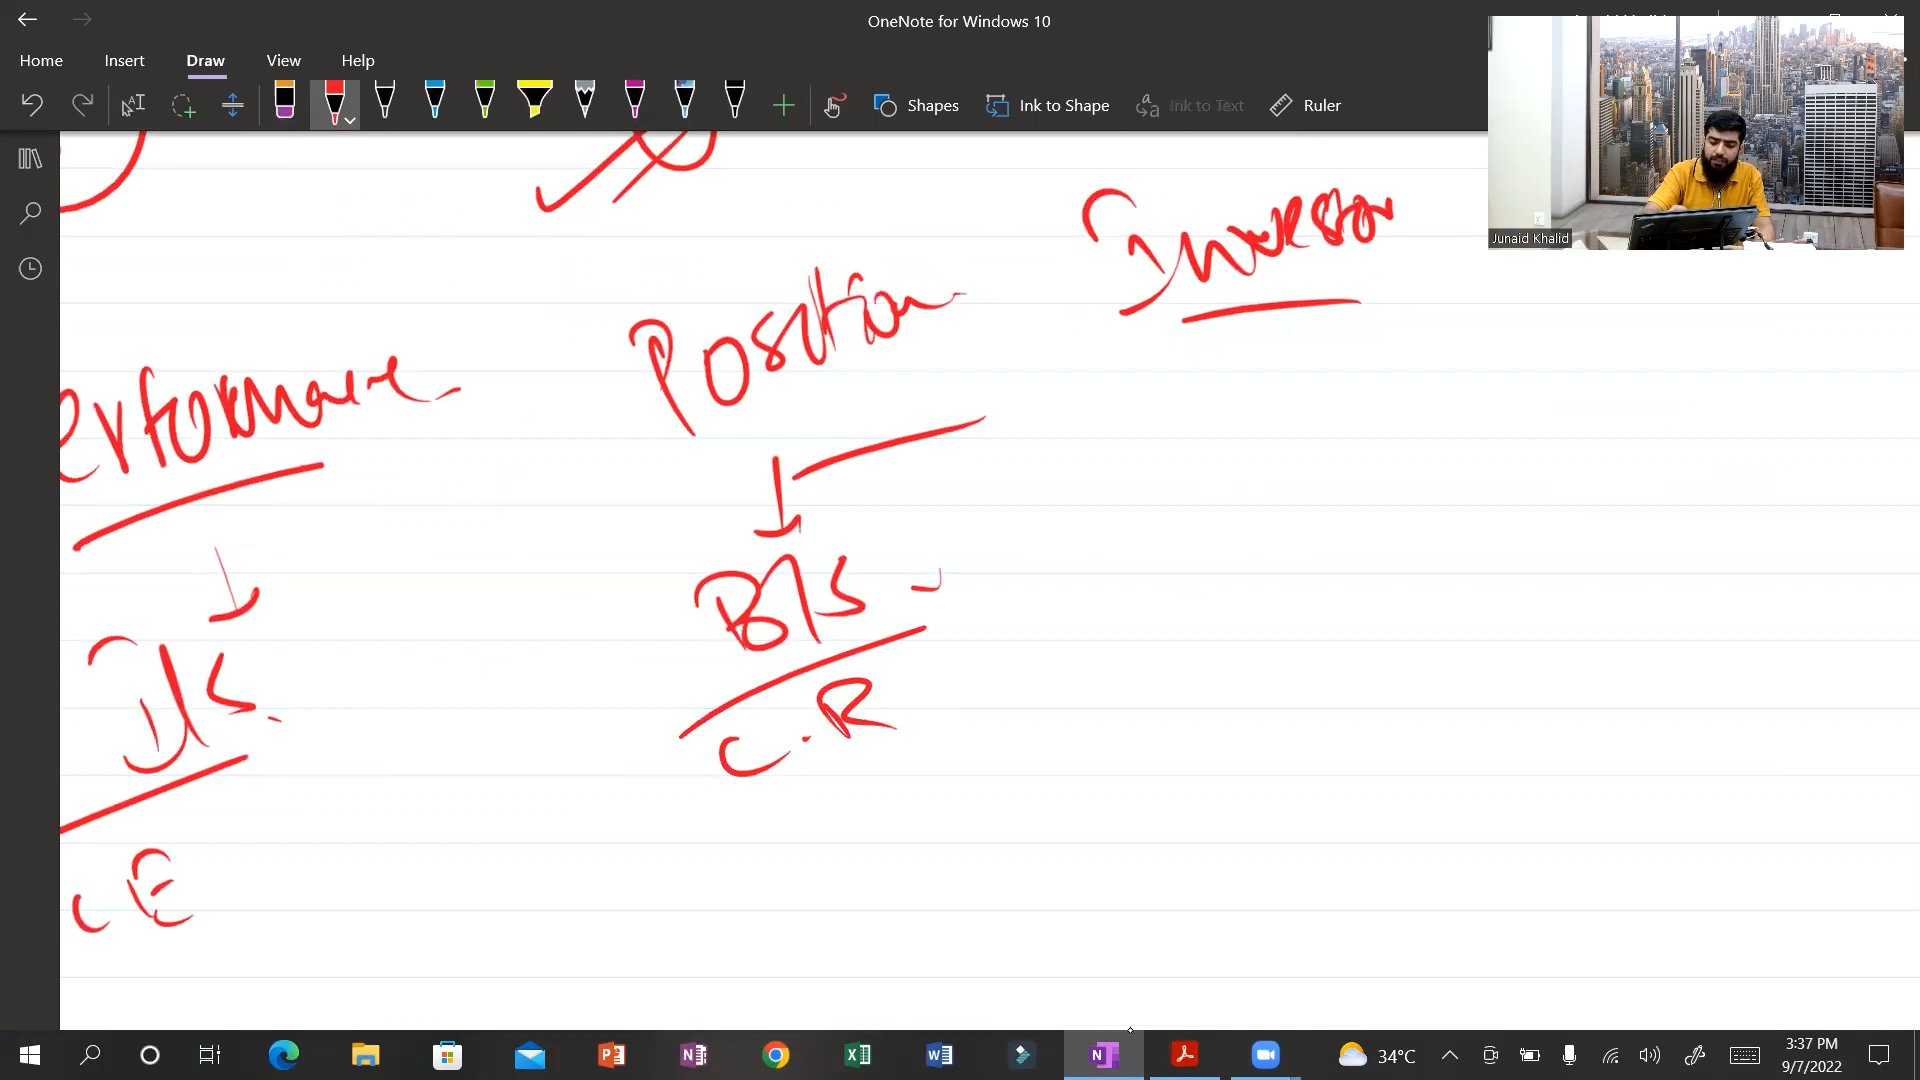 OneNote for Windows 10
Home Insert Draw View Help
Shapes Ink to Shape Ink to Text Ruler
Junaid Khalid
Investor
Position
erformance
B/S
I/S
C.R
CE
34°C
3:37 PM
9/7/2022